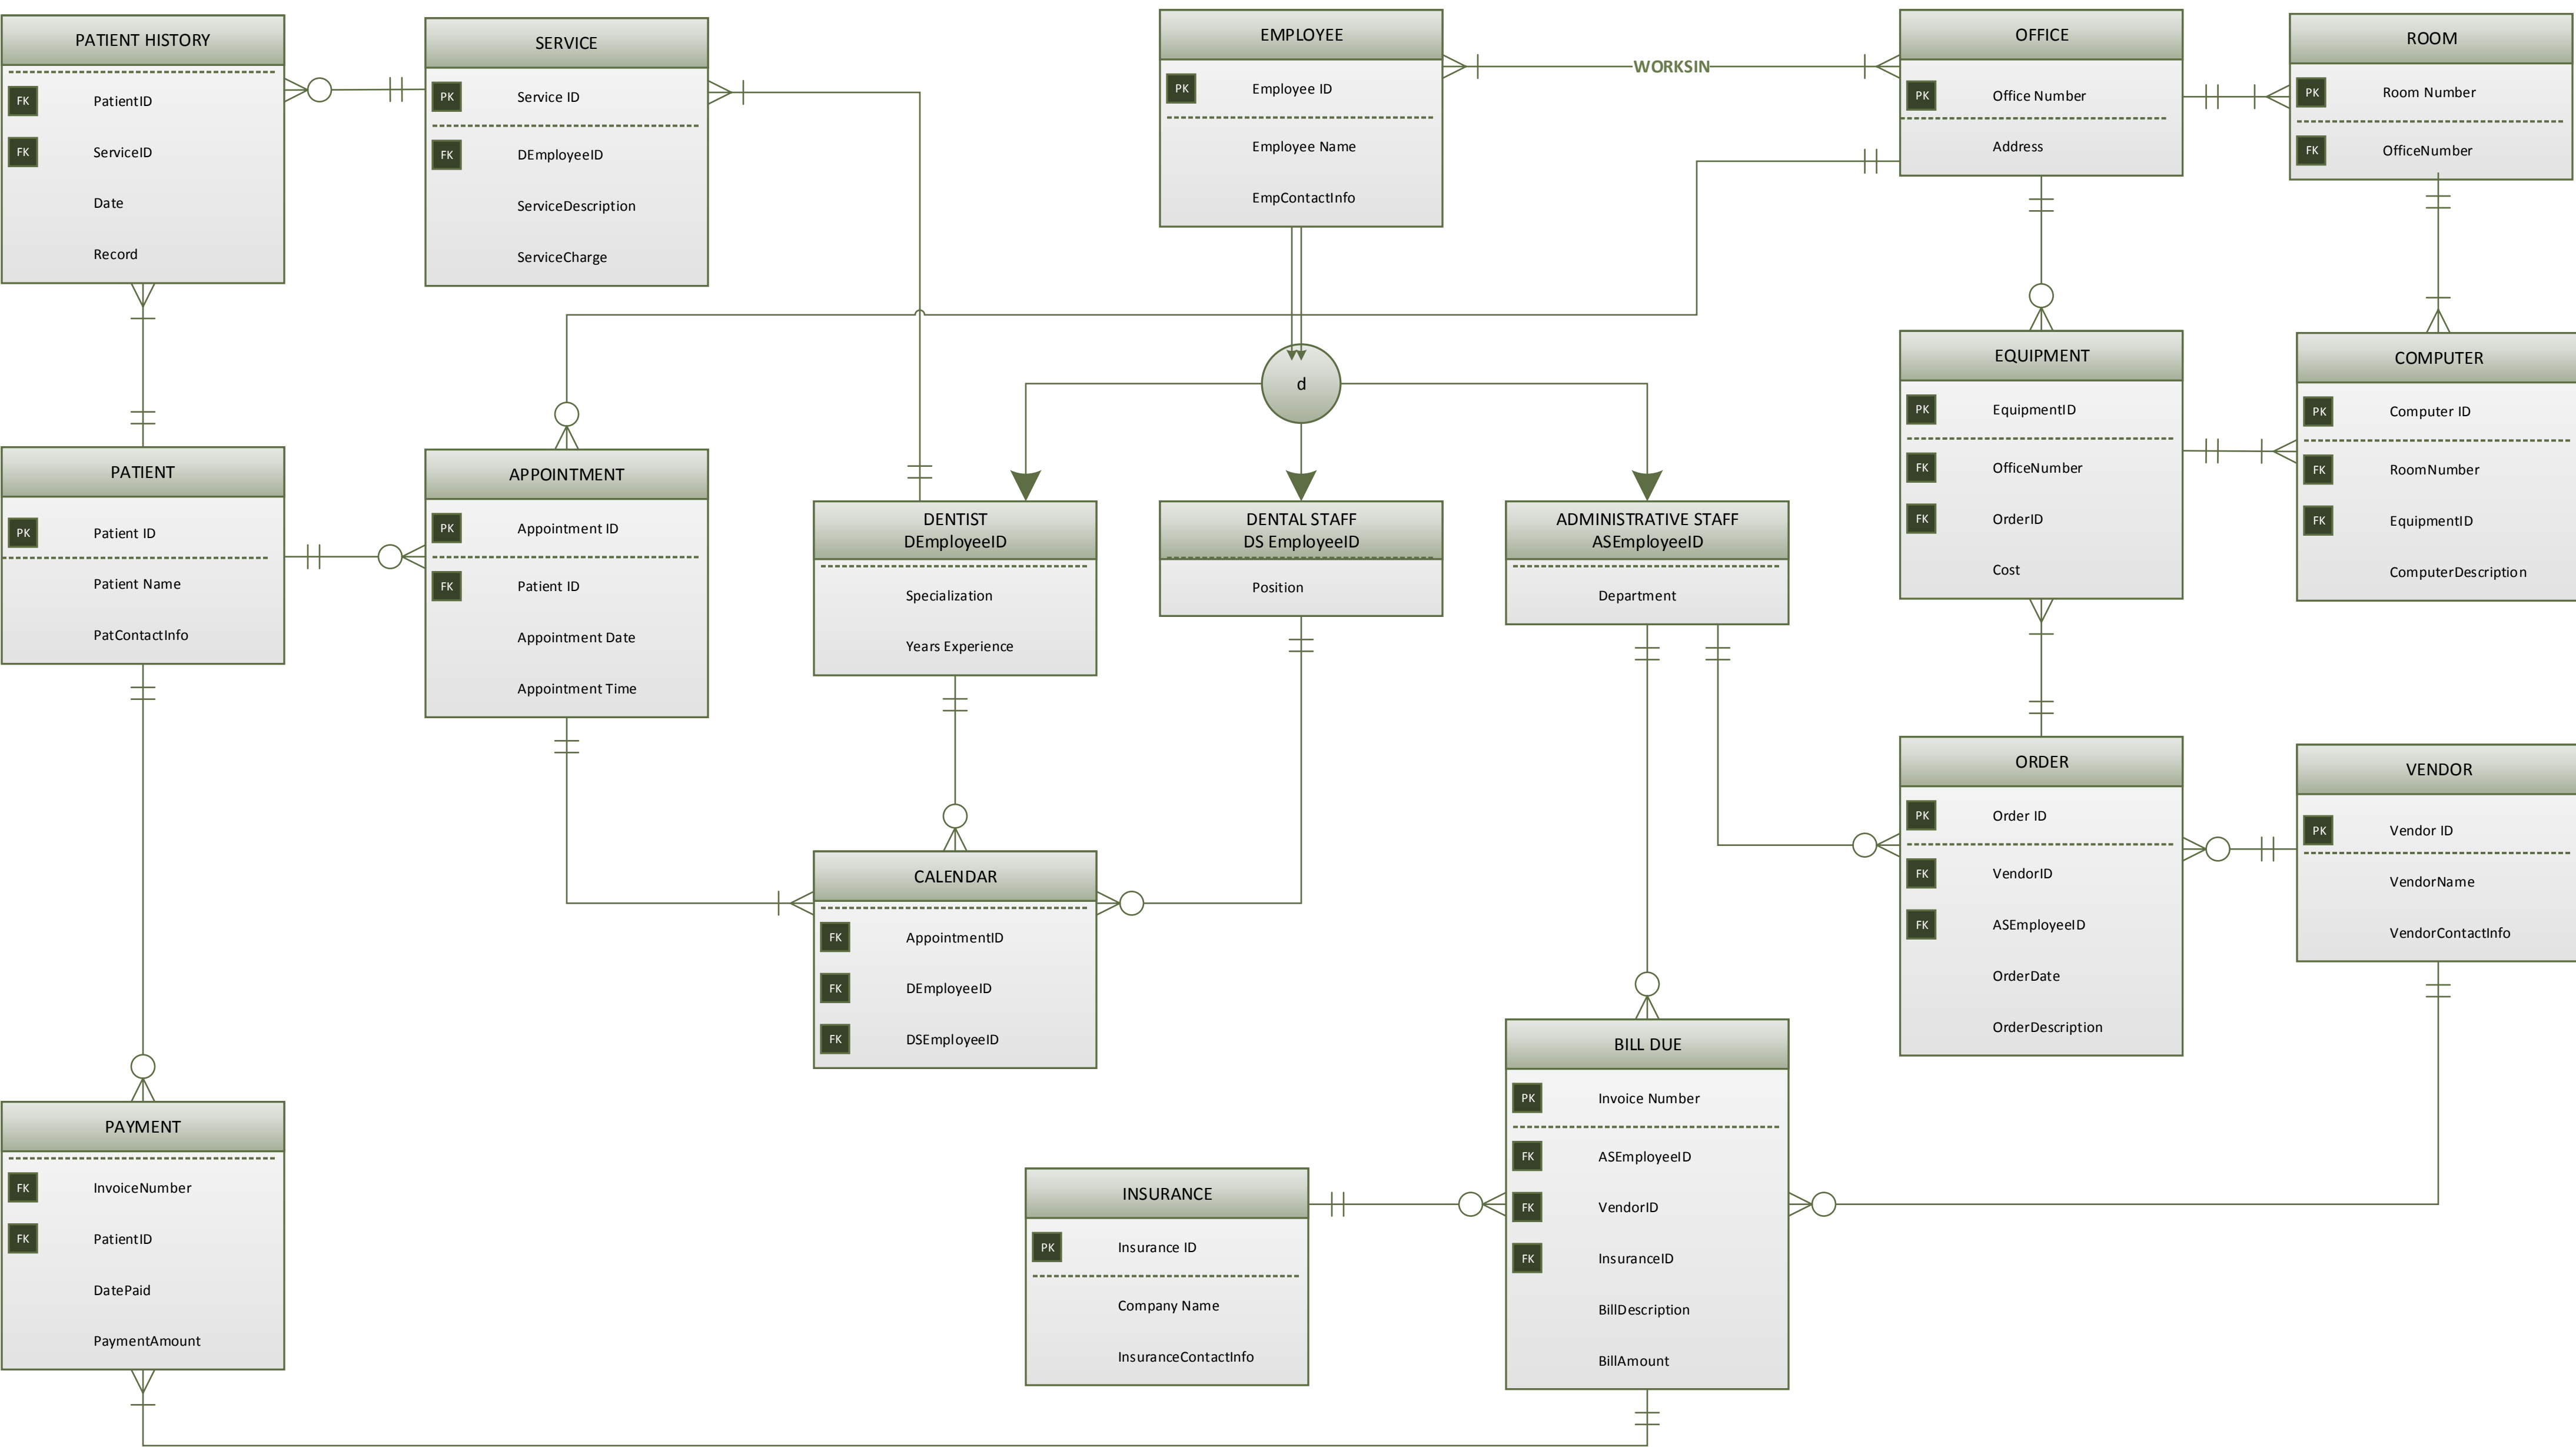 PATIENT HISTORY
FK PatientID
FK ServiceID
Date
Record
SERVICE
PK Service ID
FK DEmployeeID
ServiceDescription
ServiceCharge
EMPLOYEE
PK Employee ID
Employee Name
EmpContactInfo
WORKSIN
OFFICE
PK Office Number
Address
ROOM
PK Room Number
FK OfficeNumber
d
PATIENT
PK Patient ID
Patient Name
PatContactInfo
APPOINTMENT
PK Appointment ID
FK Patient ID
Appointment Date
Appointment Time
DENTIST
DEmployeeID
Specialization
Years Experience
DENTAL STAFF
DS EmployeeID
Position
ADMINISTRATIVE STAFF
ASEmployeeID
Department
EQUIPMENT
PK EquipmentID
FK OfficeNumber
FK OrderID
Cost
COMPUTER
PK Computer ID
FK RoomNumber
FK EquipmentID
ComputerDescription
CALENDAR
FK AppointmentID
FK DEmployeeID
FK DSEmployeeID
ORDER
PK Order ID
FK VendorID
FK ASEmployeeID
OrderDate
OrderDescription
VENDOR
PK Vendor ID
VendorName
VendorContactInfo
PAYMENT
FK InvoiceNumber
FK PatientID
DatePaid
PaymentAmount
INSURANCE
PK Insurance ID
Company Name
InsuranceContactInfo
BILL DUE
PK Invoice Number
FK ASEmployeeID
FK VendorID
FK InsuranceID
BillDescription
BillAmount